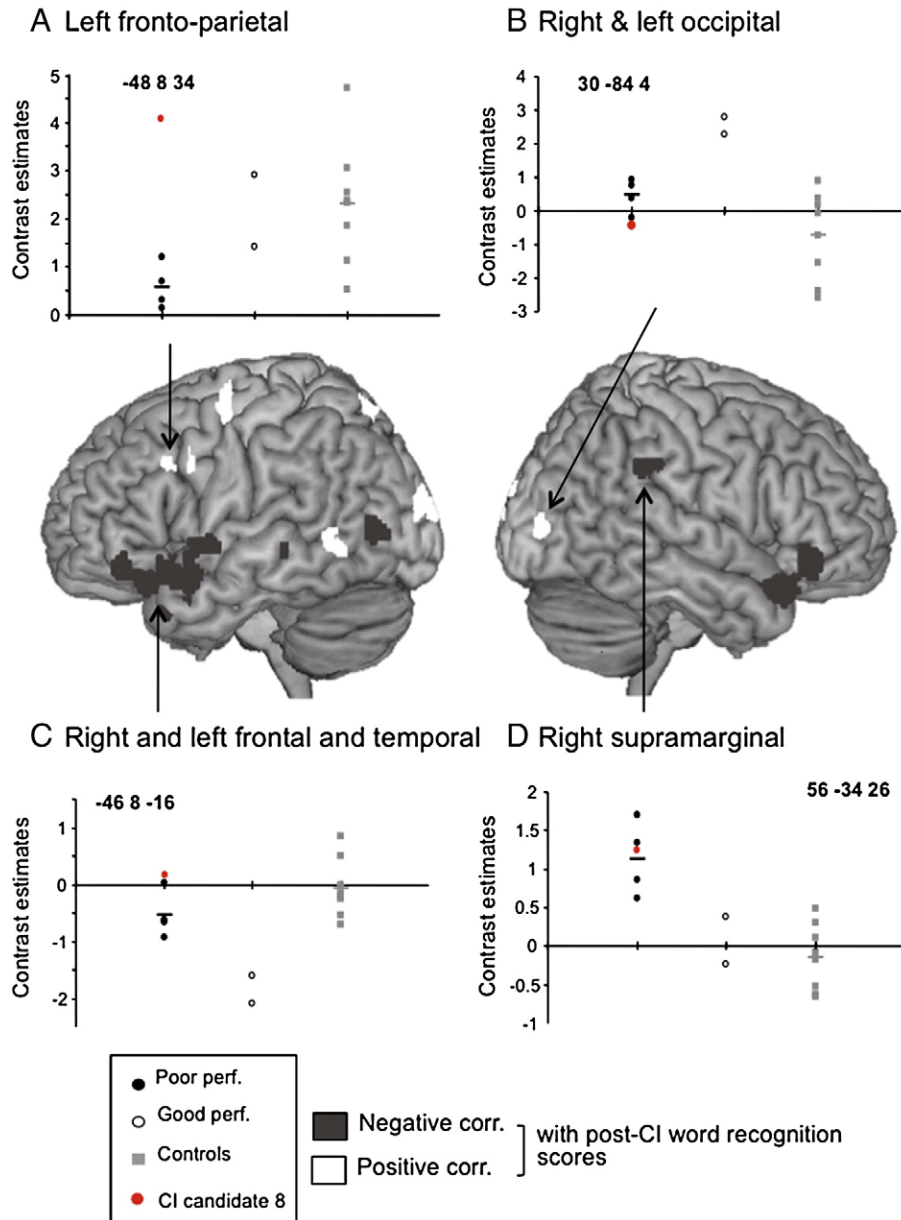 A Left fronto-parietal
-48 8 34
5
4
3
2
1
0
Contrast estimates
B Right & left occipital
30 -84 4
4
3
2
1
0
-1
-2
-3
Contrast estimates
C Right and left frontal and temporal
-46 8 -16
1
0
-1
-2
Contrast estimates
D Right supramarginal
56 -34 26
2
1.5
1
0.5
0
-0.5
-1
Contrast estimates
Poor perf.
Good perf.
Controls
CI candidate 8
Negative corr.
Positive corr.
with post-CI word recognition
scores